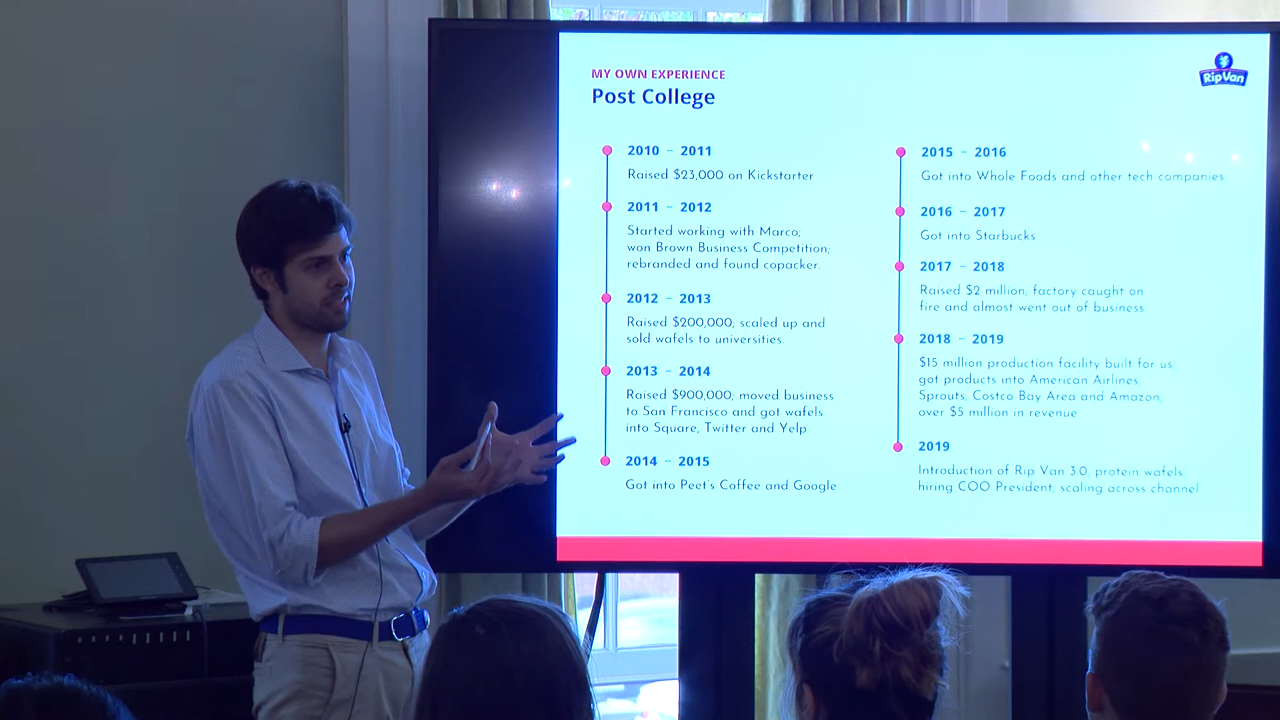 MY OWN EXPERIENCE
Post College
RipVan
2010 – 2011
Raised $23,000 on Kickstarter
2011 – 2012
Started working with Marco;
won Brown Business Competition;
rebranded and found copacker.
2012 – 2013
Raised $200,000; scaled up and
sold wafels to universities.
2013 – 2014
Raised $900,000; moved business
to San Francisco and got wafels
into Square, Twitter and Yelp.
2014 – 2015
Got into Peet's Coffee and Google
2015 – 2016
Got into Whole Foods and other tech companies
2016 – 2017
Got into Starbucks
2017 – 2018
Raised $2 million, factory caught on
fire and almost went out of business
2018 – 2019
$15 million production facility built for us;
got products into American Airlines,
Sprouts, Costco Bay Area and Amazon;
over $5 million in revenue
2019
Introduction of Rip Van 3.0, protein wafels
hiring COO President, scaling across channel